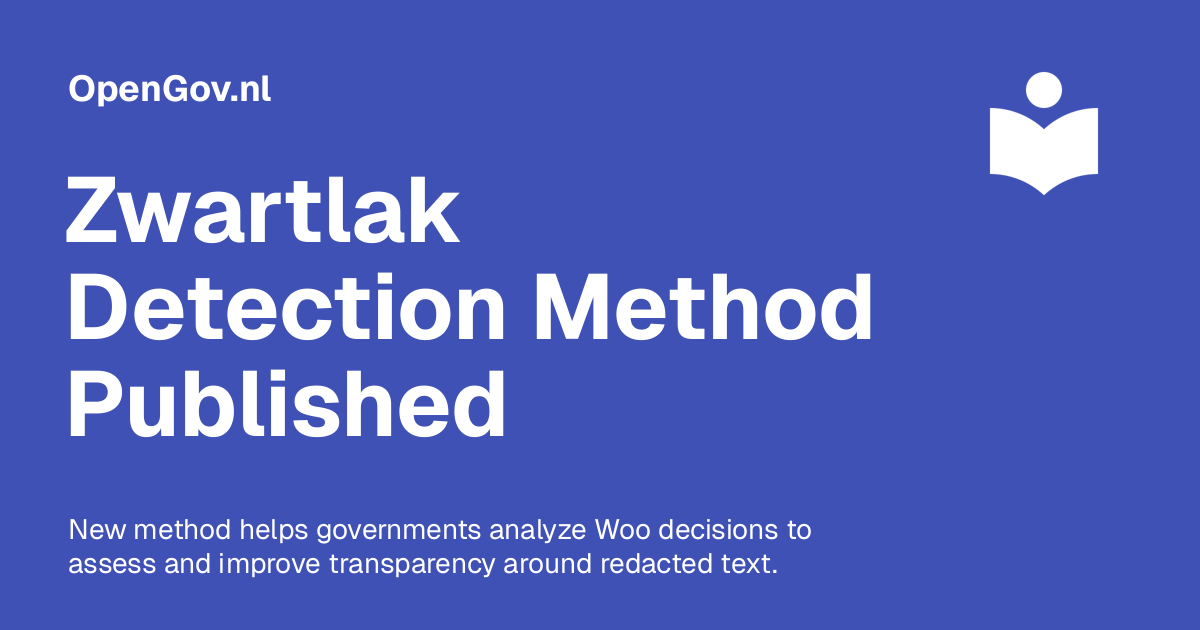 OpenGov.nl
Zwartlak
Detection Method
Published
New method helps governments analyze Woo decisions to
assess and improve transparency around redacted text.